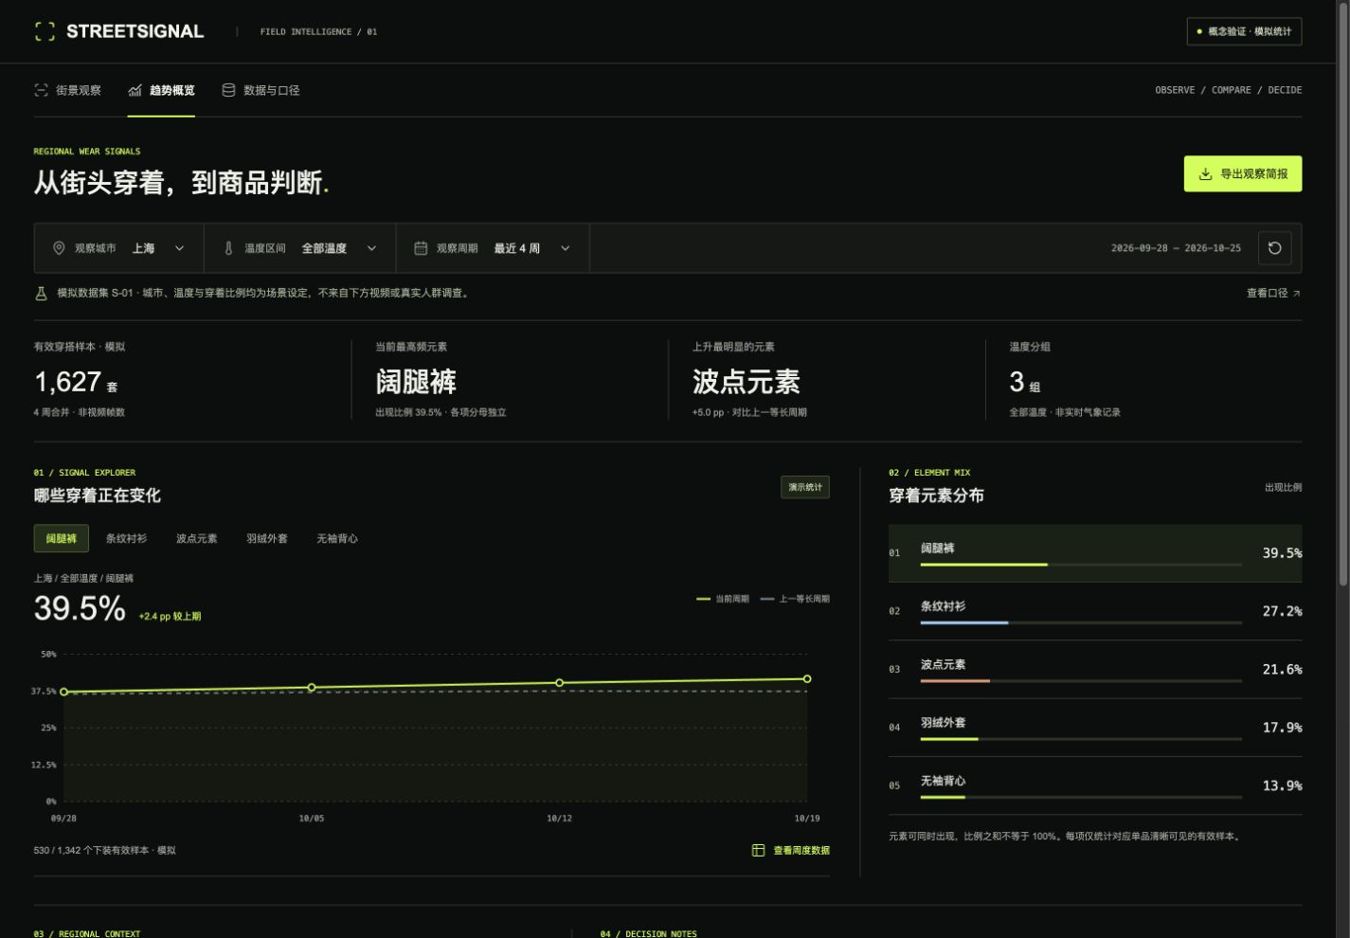 STREETSIGNAL
FIELD INTELLIGENCE / 01
概念验证 · 模拟统计
街景观察
趋势概览
数据与口径
OBSERVE / COMPARE / DECIDE
REGIONAL WEAR SIGNALS
从街头穿着，到商品判断.
导出观察简报
观察城市 上海
温度区间 全部温度
观察周期 最近 4 周
2026-09-28 — 2026-10-25
模拟数据集 S-01 · 城市、温度与穿着比例均为场景设定，不来自下方视频或真实人群调查。
查看口径
有效穿搭样本 · 模拟
1,627 套
4 周合并 · 非视频帧数
当前最高频元素
阔腿裤
出现比例 39.5% · 各项分母独立
上升最明显的元素
波点元素
+5.0 pp · 对比上一等长周期
温度分组
3 组
全部温度 · 非实时气象记录
01 / SIGNAL EXPLORER
哪些穿着正在变化
演示统计
阔腿裤
条纹衬衫
波点元素
羽绒外套
无袖背心
上海 / 全部温度 / 阔腿裤
39.5% +2.4 pp 较上期
当前周期
上一等长周期
50%
37.5%
25%
12.5%
0%
09/28
10/05
10/12
10/19
530 / 1,342 个下装有效样本 · 模拟
查看周度数据
02 / ELEMENT MIX
穿着元素分布
出现比例
01 阔腿裤 39.5%
02 条纹衬衫 27.2%
03 波点元素 21.6%
04 羽绒外套 17.9%
05 无袖背心 13.9%
元素可同时出现，比例之和不等于 100%。每项仅统计对应单品清晰可见的有效样本。
03 / REGIONAL CONTEXT
04 / DECISION NOTES